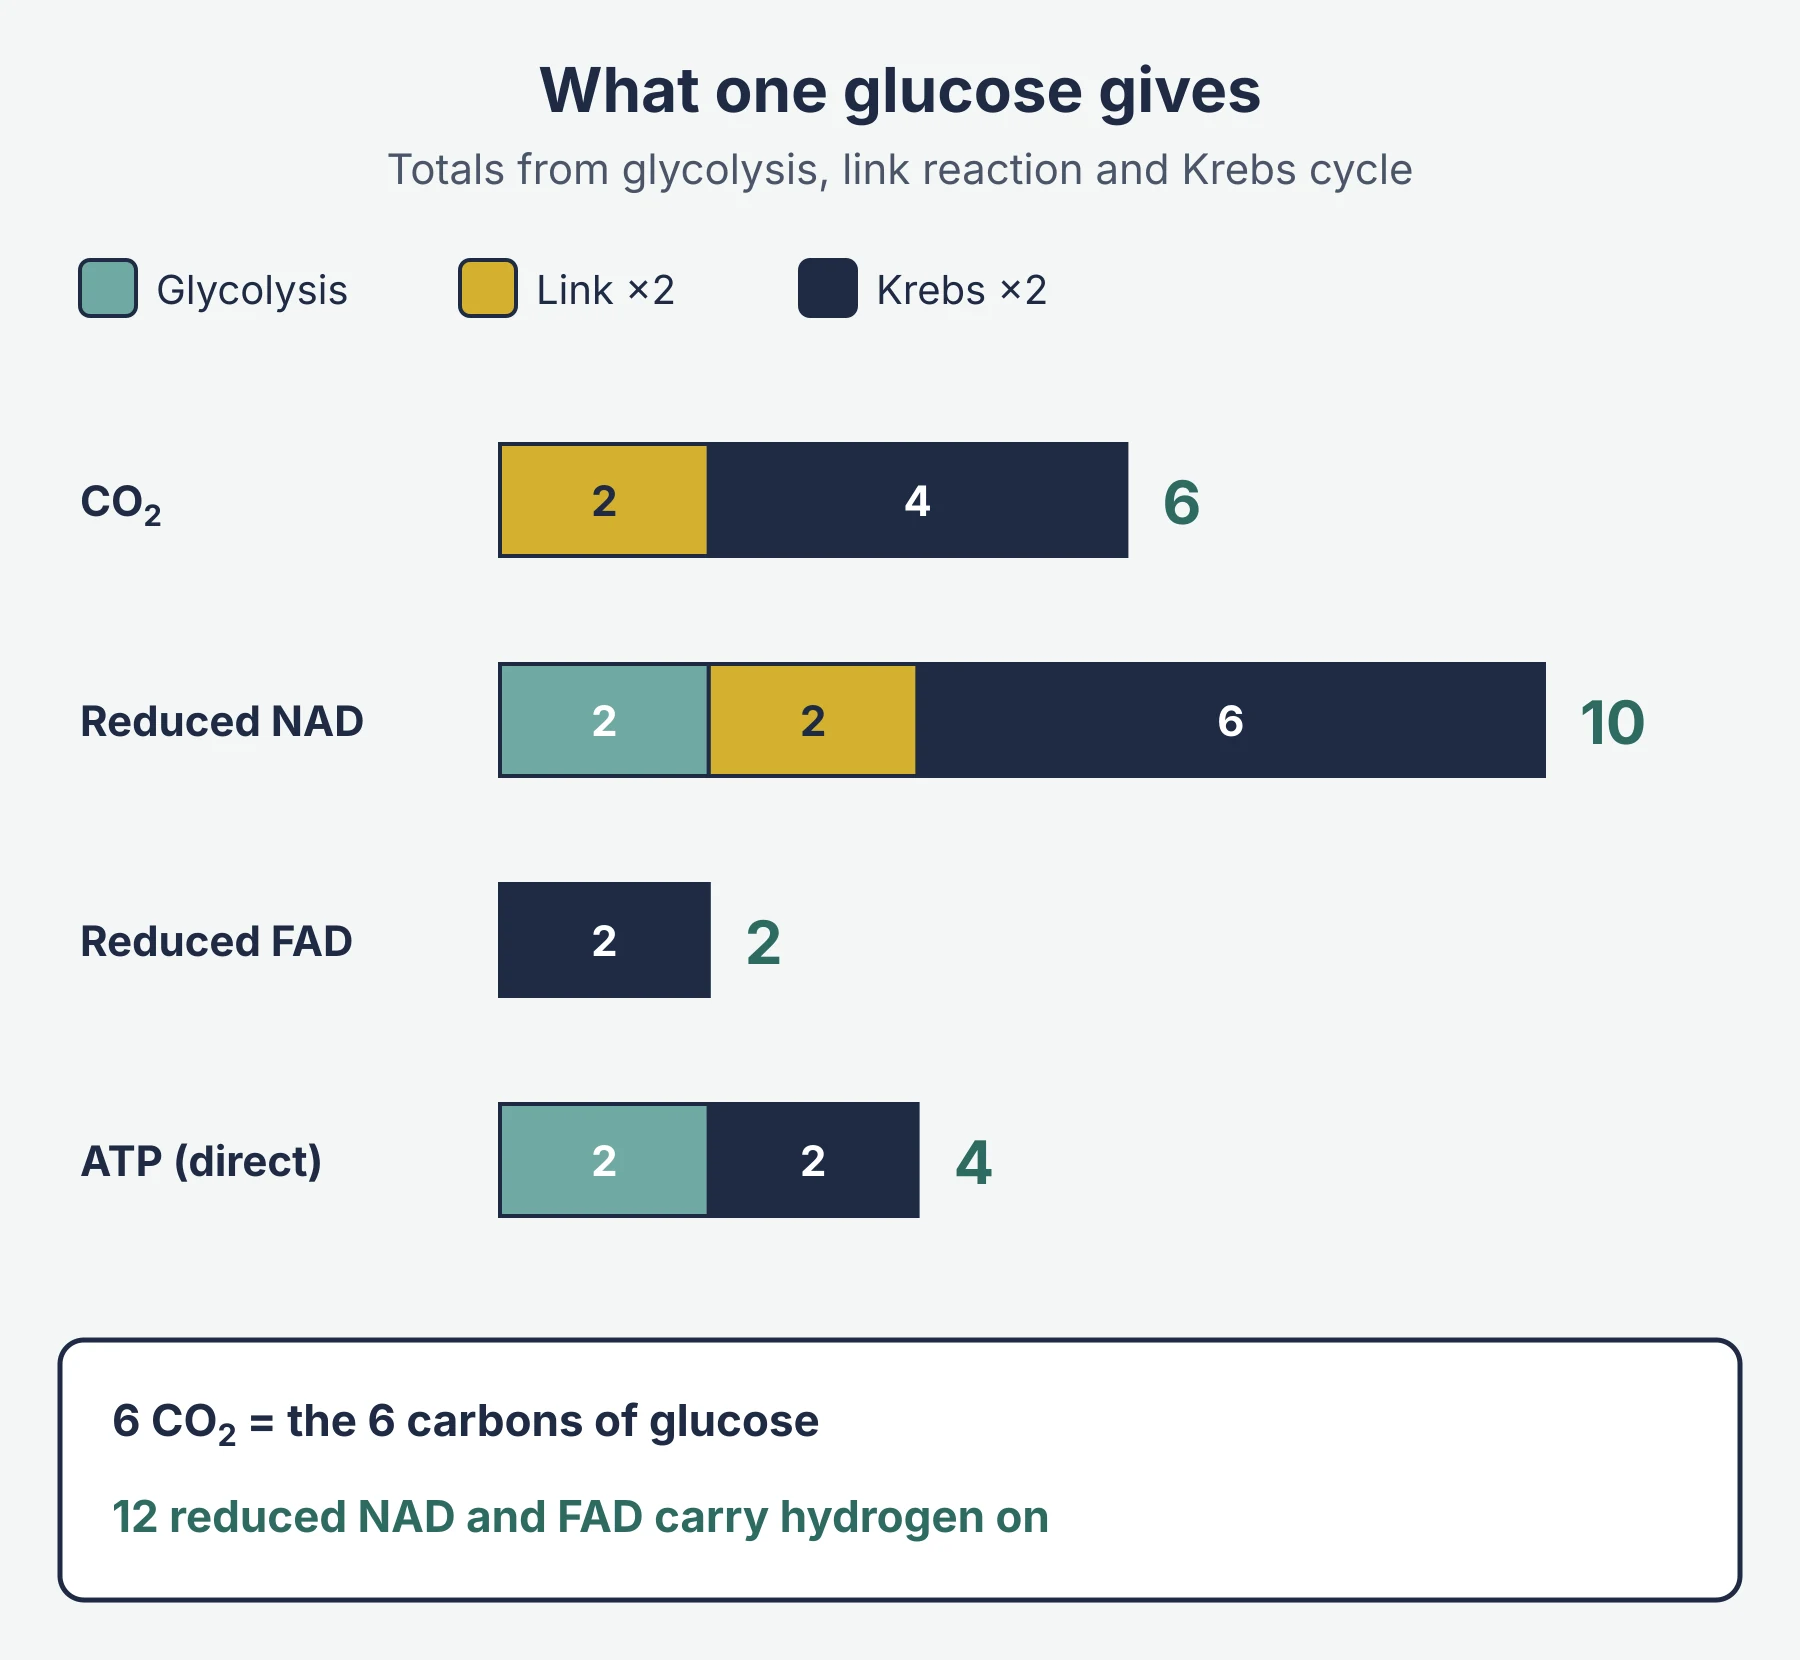 What one glucose gives
Totals from glycolysis, link reaction and Krebs cycle
Glycolysis Link ×2 Krebs ×2
CO₂ 2 4 6
Reduced NAD 2 2 6 10
Reduced FAD 2 2
ATP (direct) 2 2 4
6 CO₂ = the 6 carbons of glucose
12 reduced NAD and FAD carry hydrogen on